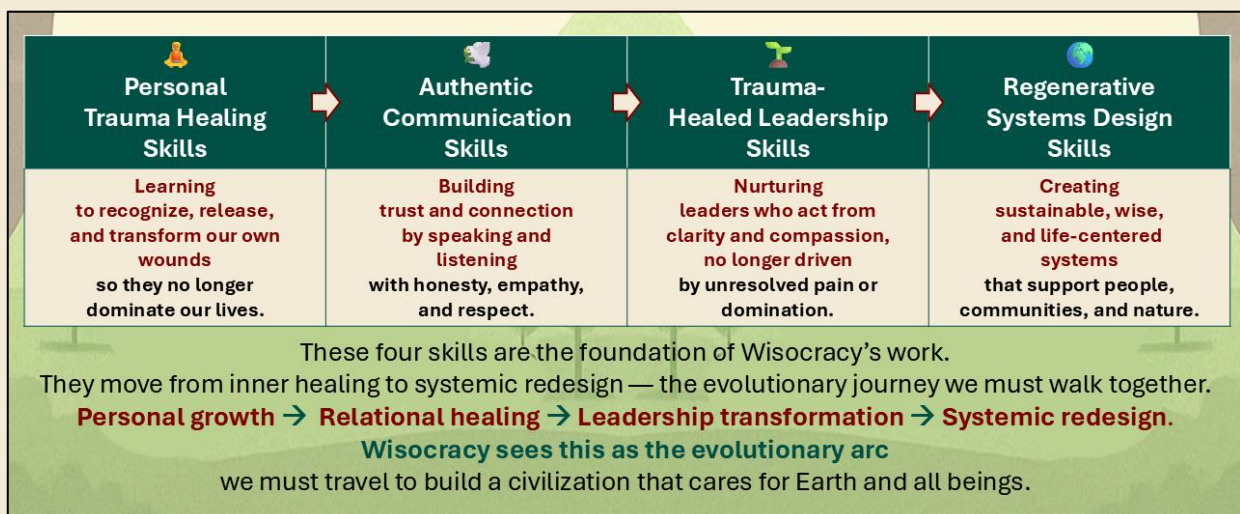 Personal
Trauma Healing
Skills
Learning
to recognize, release,
and transform our own
wounds
so they no longer
dominate our lives.
Authentic
Communication
Skills
Building
trust and connection
by speaking and
listening
with honesty, empathy,
and respect.
Trauma-
Healed Leadership
Skills
Nurturing
leaders who act from
clarity and compassion,
no longer driven
by unresolved pain or
domination.
Regenerative
Systems Design
Skills
Creating
sustainable, wise,
and life-centered
systems
that support people,
communities, and nature.
These four skills are the foundation of Wisocracy’s work.
They move from inner healing to systemic redesign — the evolutionary journey we must walk together.
Personal growth → Relational healing → Leadership transformation → Systemic redesign.
Wisocracy sees this as the evolutionary arc
we must travel to build a civilization that cares for Earth and all beings.